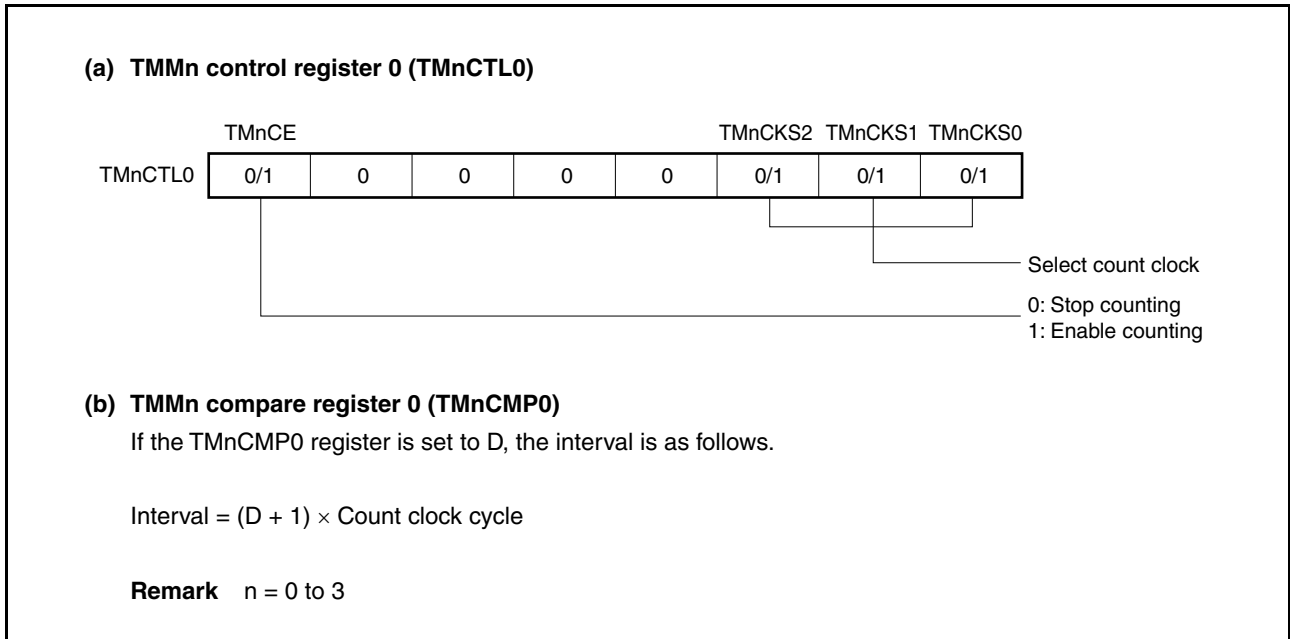 (a) TMMn control register 0 (TMnCTL0)
TMnCE TMnCKS2 TMnCKS1 TMnCKS0
TMnCTL0 0/1 0 0 0 0 0/1 0/1 0/1
Select count clock
0: Stop counting
1: Enable counting
(b) TMMn compare register 0 (TMnCMP0)
If the TMnCMP0 register is set to D, the interval is as follows.
Interval = (D + 1) × Count clock cycle
Remark n = 0 to 3